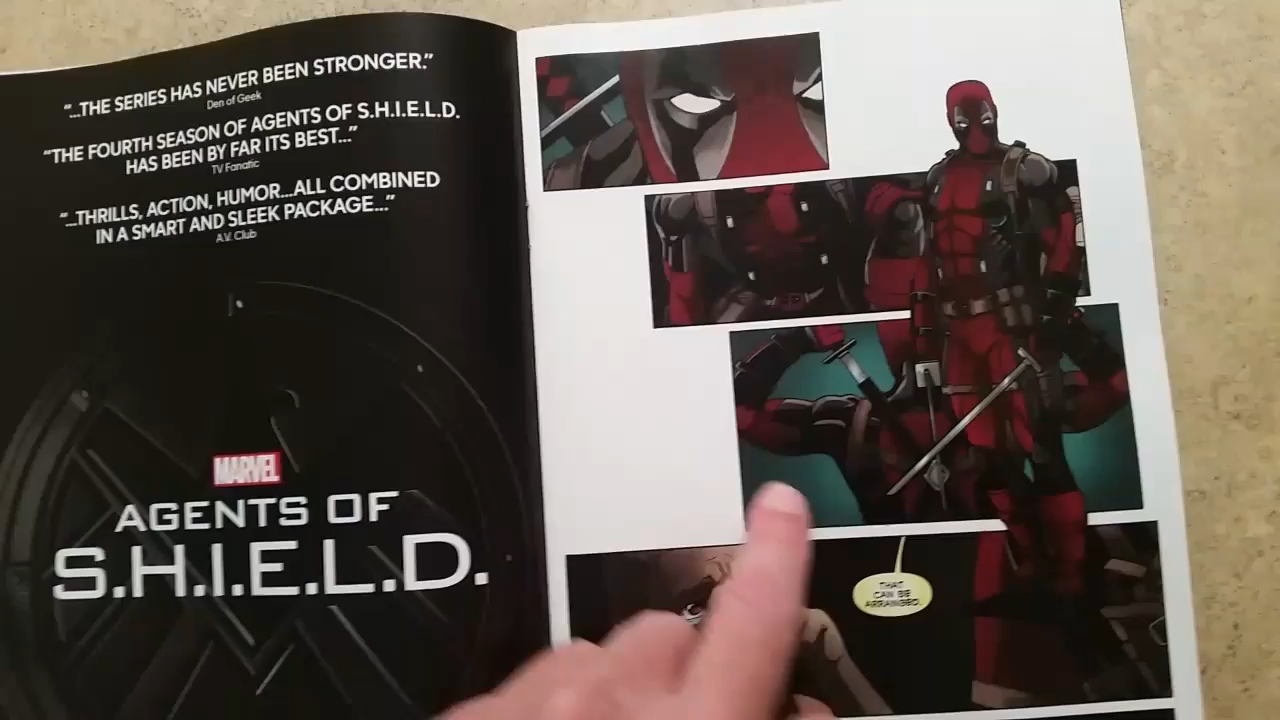 "...THE SERIES HAS NEVER BEEN STRONGER."
Den of Geek
"THE FOURTH SEASON OF AGENTS OF S.H.I.E.L.D.
HAS BEEN BY FAR ITS BEST..."
TV Fanatic
"...THRILLS, ACTION, HUMOR...ALL COMBINED
IN A SMART AND SLEEK PACKAGE..."
A.V. Club
MARVEL
AGENTS OF
S.H.I.E.L.D.
THAT
CAN BE
ARRANGED.